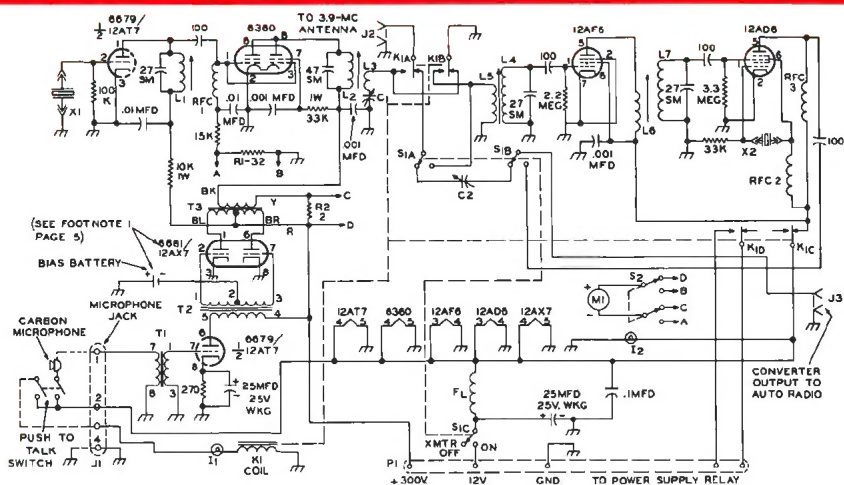 6679/
½ 12AT7
100
6360
TO 3.9-MC
ANTENNA
J2
K1A
K1B
12AF6
12AD6
2
3
27
SM
L1
100
K
X1
.01MFD
RFC
1
.01
MFD
.001 MFD
1W
33K
47
SM
L2
L3
C1
.001
MFD
15K
R1-32
A
B
10K
1W
L5
L4
100
27
SM
2.2
MEG
.001
MFD
L6
L7
27
SM
100
3.3
MEG
33K
X2
RFC
3
RFC 2
100
S1A
S1B
C2
BK
Y
T3
BL
BR
R
R2
2
C
D
(SEE FOOTNOTE 1
PAGE 5)
6681/
12AX7
BIAS BATTERY
T2
MICROPHONE
JACK
CARBON
MICROPHONE
T1
6679/
½ 12AT7
270
25MFD
25V
WKG
PUSH TO
TALK
SWITCH
J1
I1
K1
COIL
12AT7
6360
12AF6
12AD6
12AX7
M1
S2
D
B
C
A
I2
K1D
K1C
J3
CONVERTER
OUTPUT TO
AUTO RADIO
FL
25MFD
25V. WKG
.1MFD
S1C
XMTR
OFF
ON
P1
+300V.
12V
GND
TO POWER SUPPLY RELAY